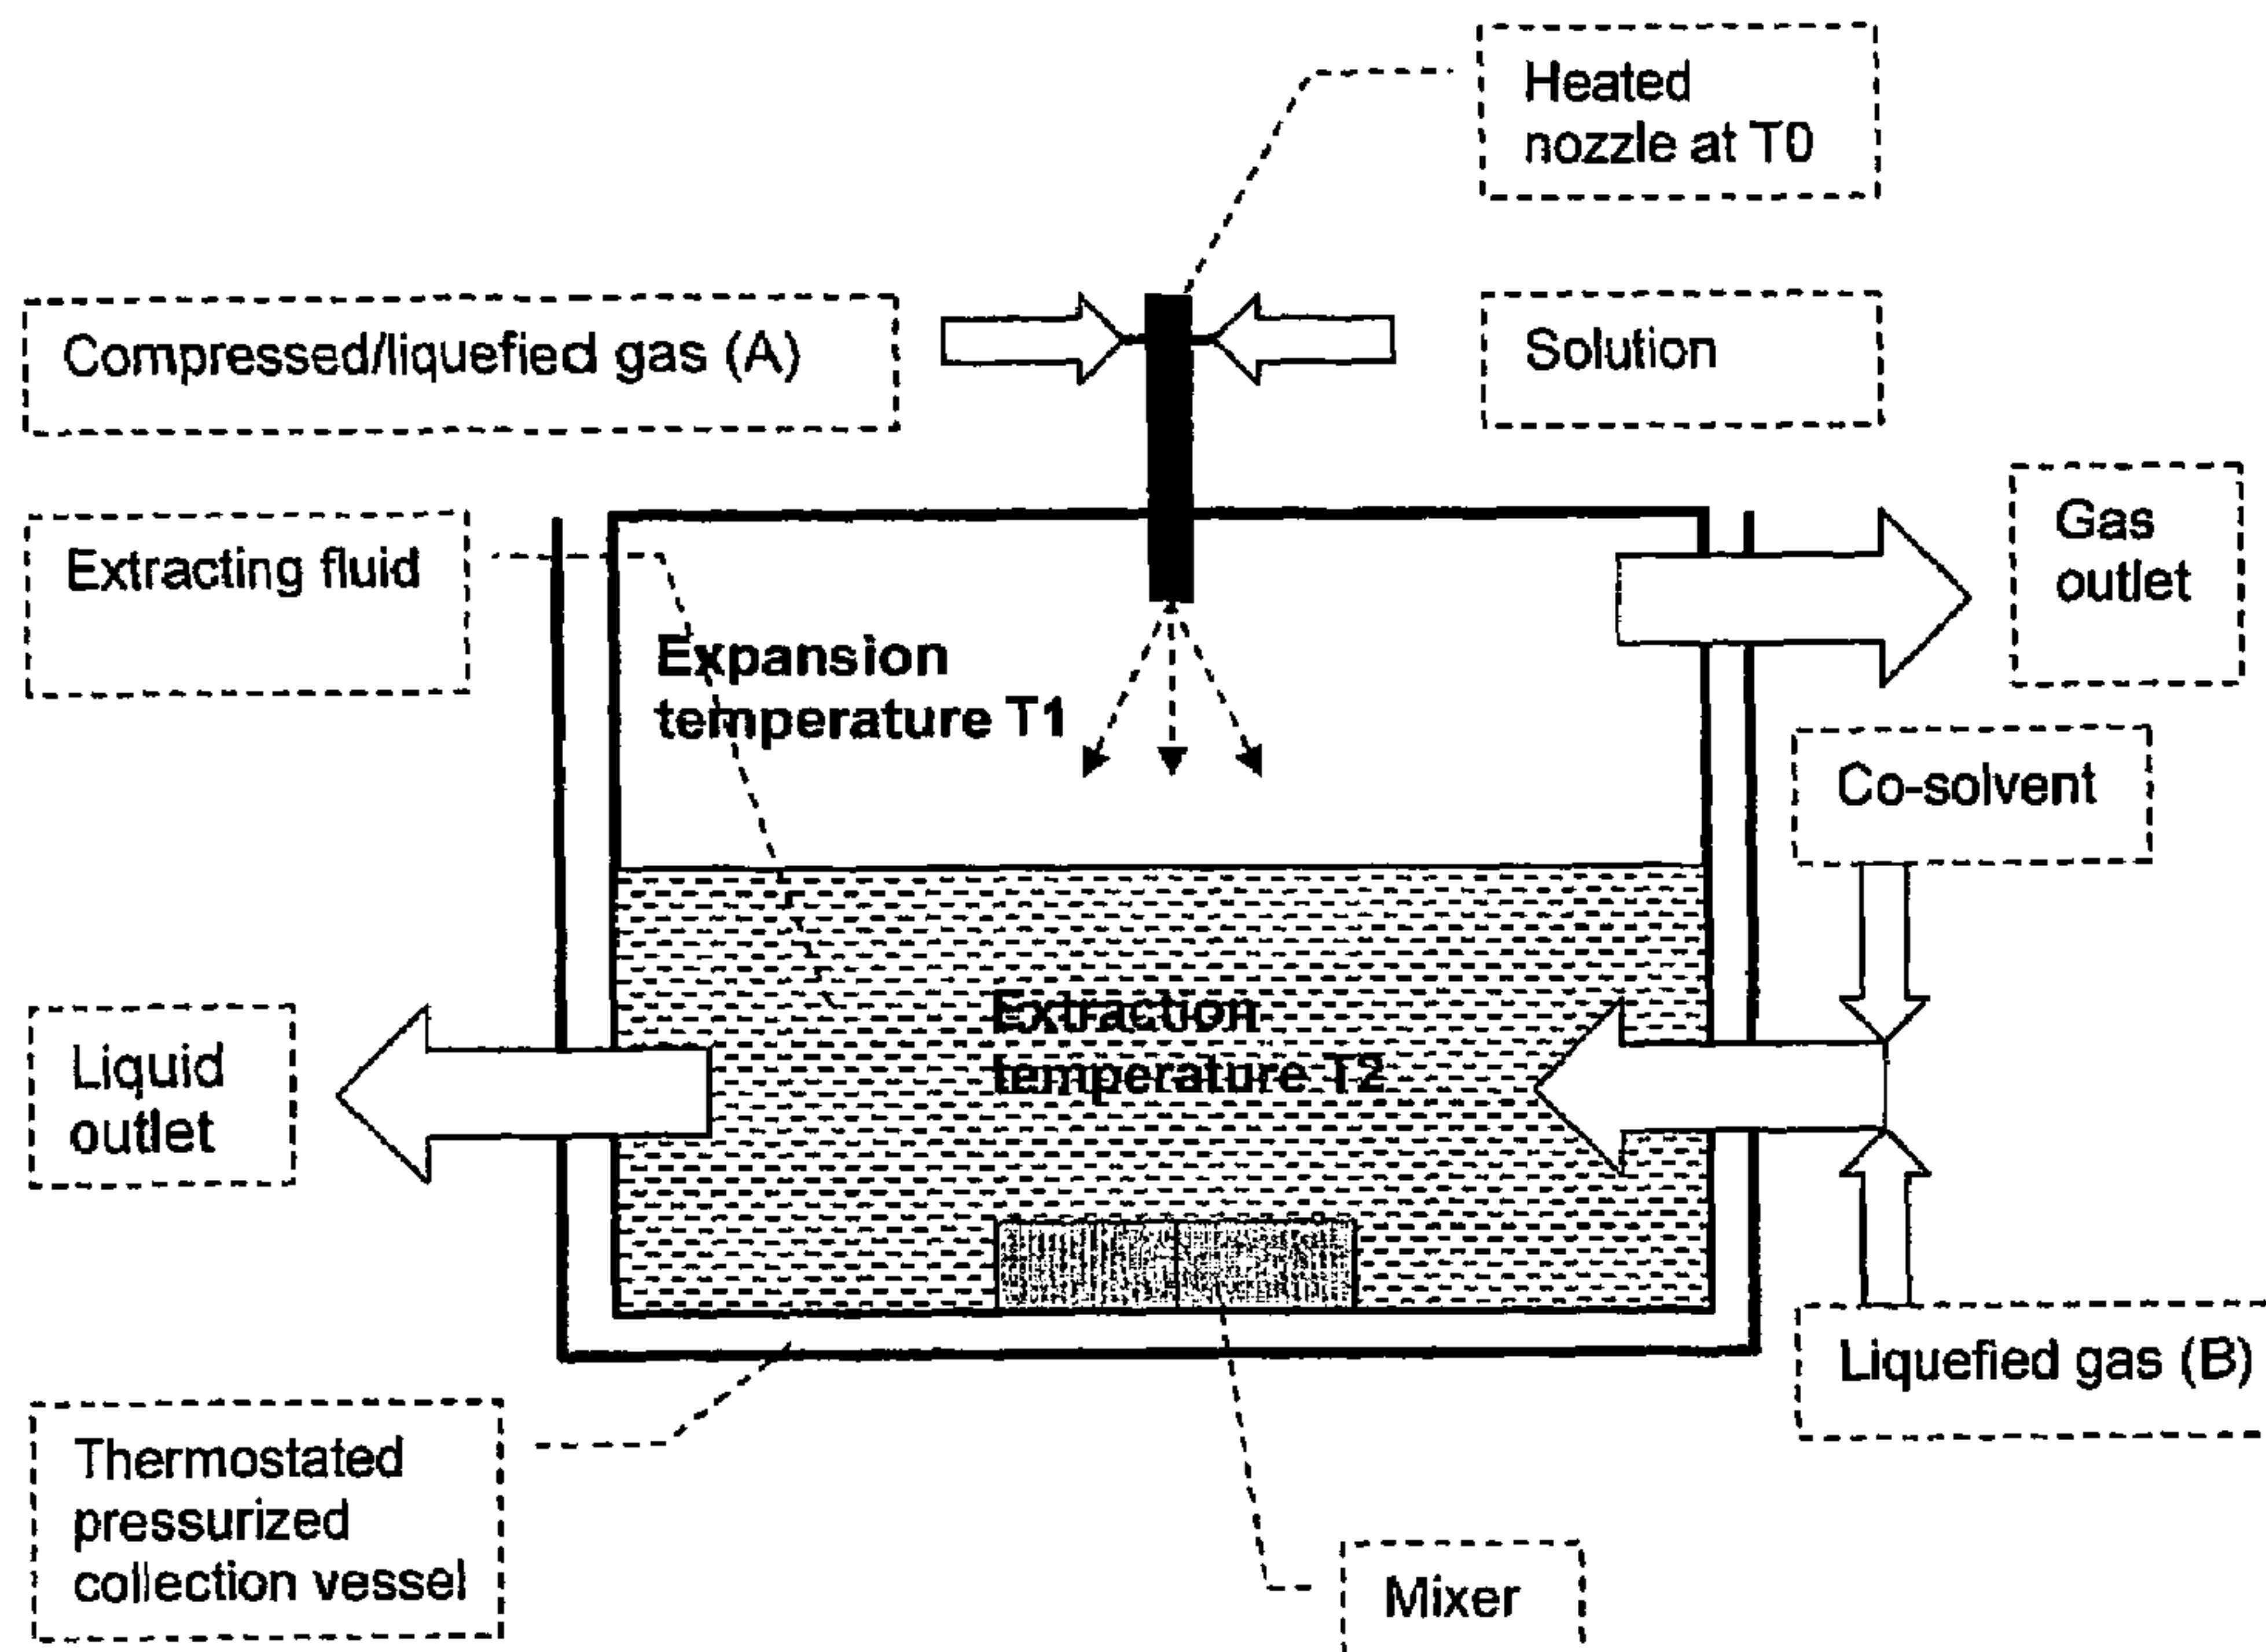 Heated
nozzle at T0
Compressed/liquefied gas (A)
Solution
Extracting fluid
Gas
outlet
Expansion
temperature T1
Co-solvent
Extraction
temperature T2
Liquid
outlet
Liquefied gas (B)
Thermostated
pressurized
collection vessel
Mixer